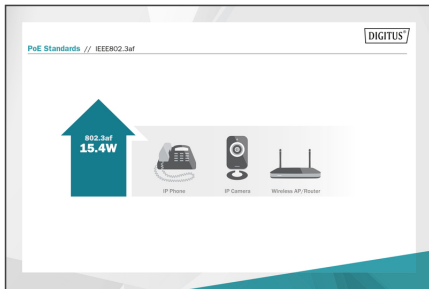 DIGITUS®
PoE Standards // IEEE802.3af
802.3af
15.4W
IP Phone
IP Camera
Wireless AP/Router